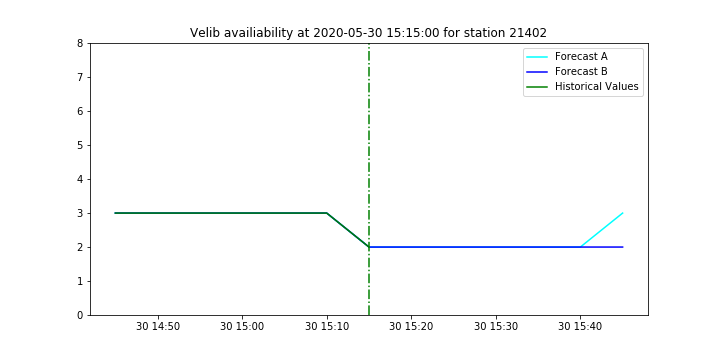 Velib availiability at 2020-05-30 15:15:00 for station 21402
8
7
6
5
4
3
2
1
0
Forecast A
Forecast B
Historical Values
30 14:50 30 15:00 30 15:10 30 15:20 30 15:30 30 15:40